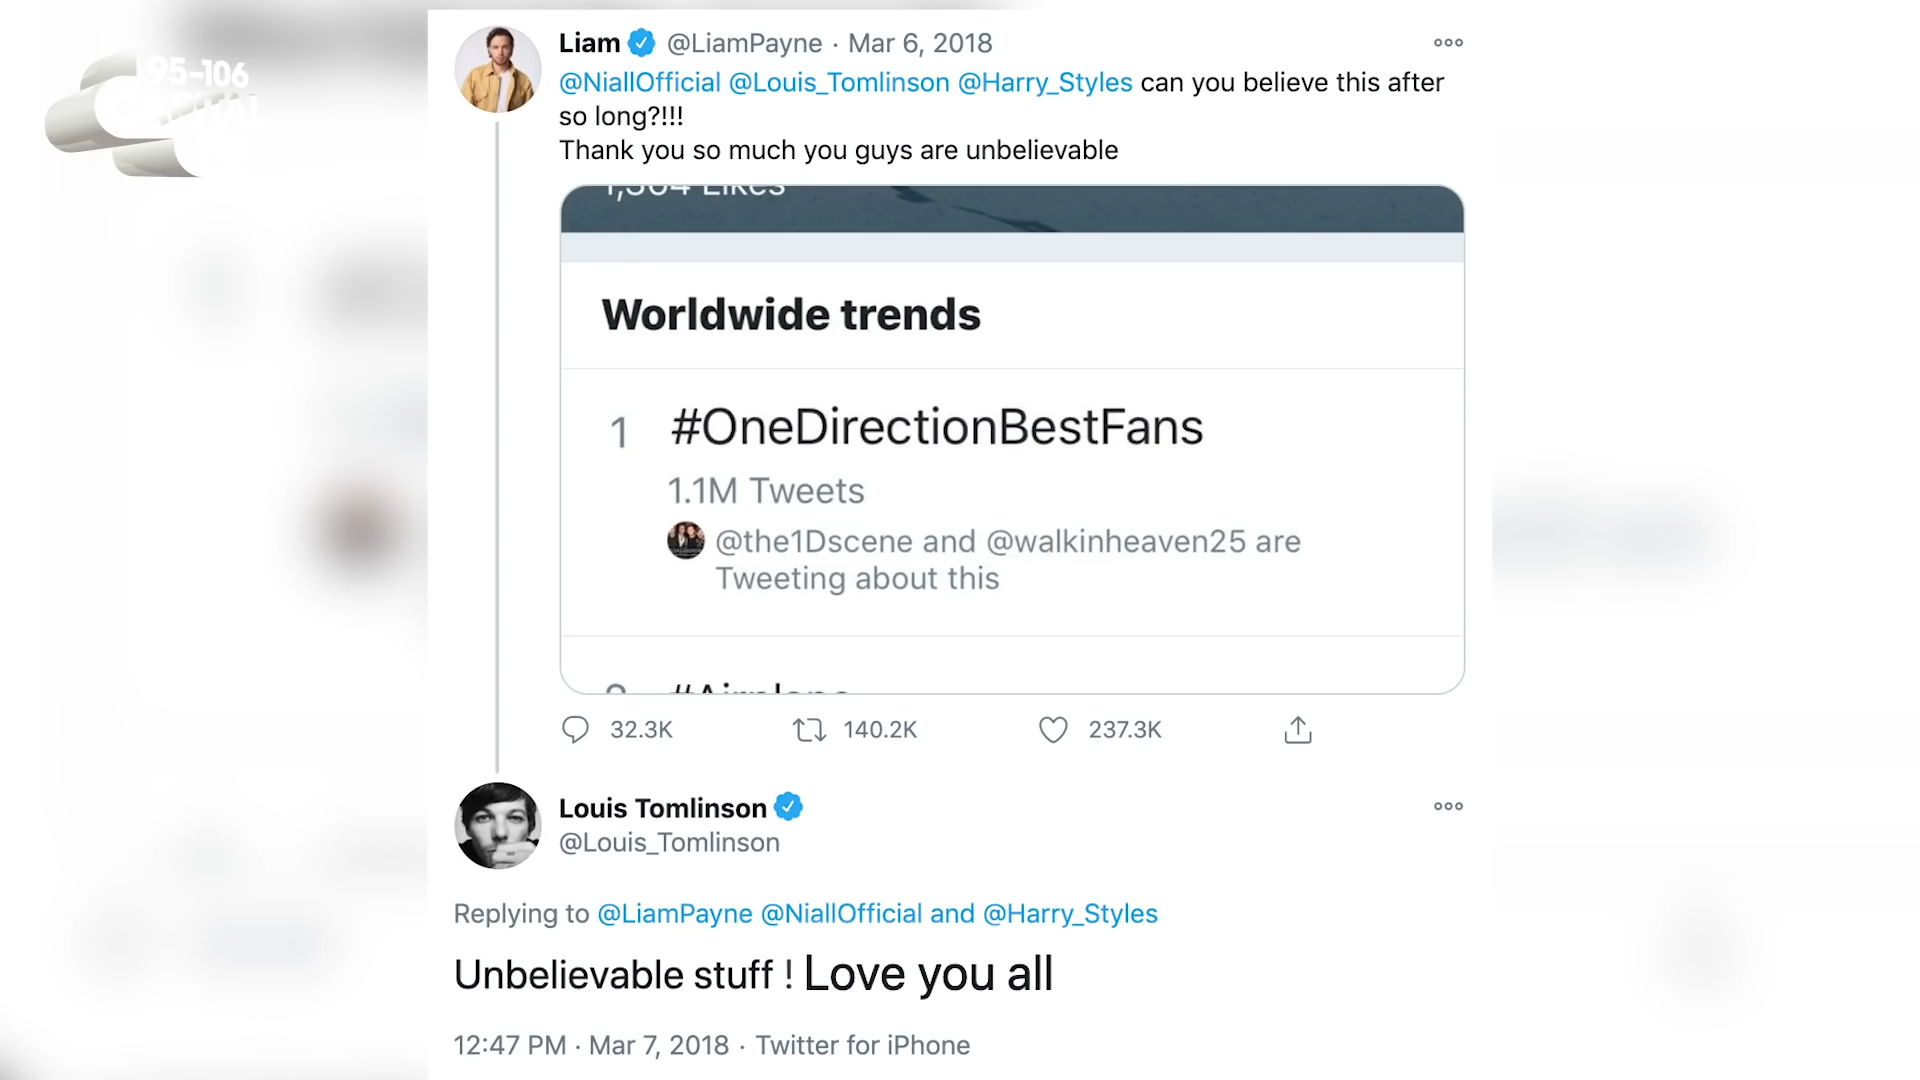 95-106
Liam @LiamPayne · Mar 6, 2018
@NiallOfficial @Louis_Tomlinson @Harry_Styles can you believe this after
so long?!!!
Thank you so much you guys are unbelievable
Likes
Worldwide trends
1 #OneDirectionBestFans
1.1M Tweets
@the1Dscene and @walkinheaven25 are
Tweeting about this
32.3K 140.2K 237.3K
Louis Tomlinson
@Louis_Tomlinson
Replying to @LiamPayne @NiallOfficial and @Harry_Styles
Unbelievable stuff ! Love you all
12:47 PM · Mar 7, 2018 · Twitter for iPhone